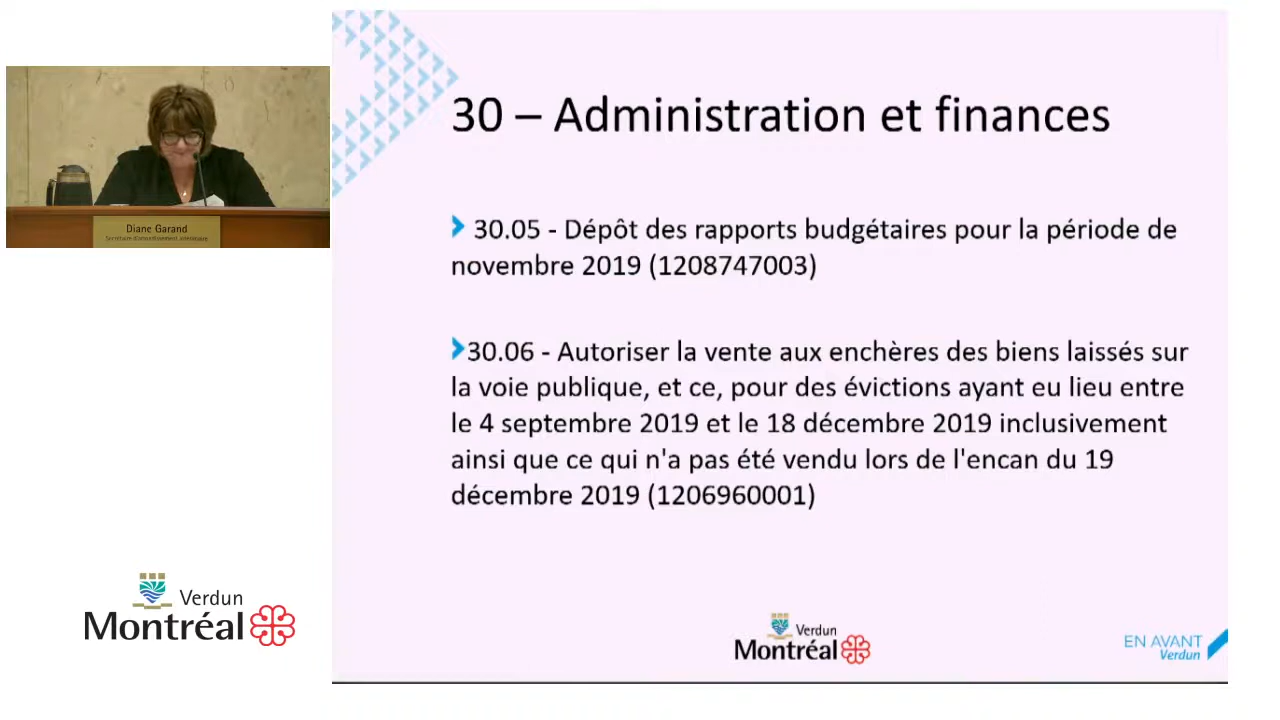 30 – Administration et finances
30.05 - Dépôt des rapports budgétaires pour la période de
novembre 2019 (1208747003)
30.06 - Autoriser la vente aux enchères des biens laissés sur
la voie publique, et ce, pour des évictions ayant eu lieu entre
le 4 septembre 2019 et le 18 décembre 2019 inclusivement
ainsi que ce qui n'a pas été vendu lors de l'encan du 19
décembre 2019 (1206960001)
Diane Garand
Verdun
Montréal
Verdun
Montréal
EN AVANT
Verdun